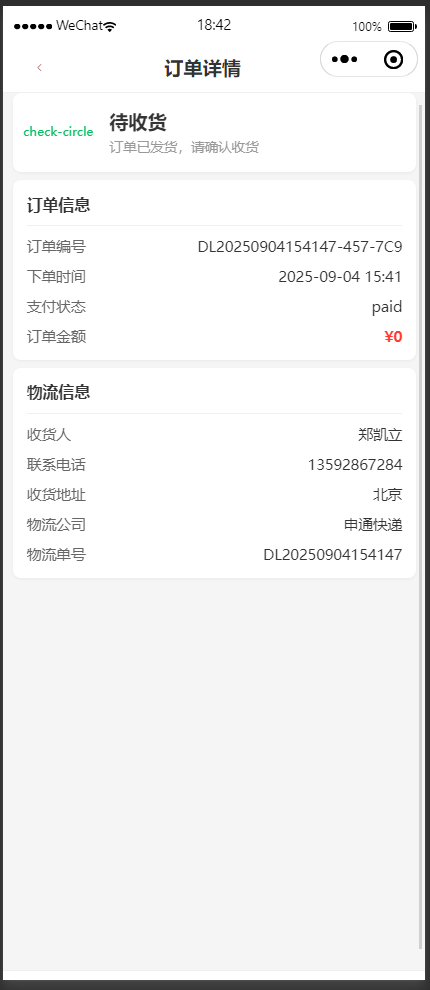 WeChat 18:42 100%
订单详情
check-circle
待收货
订单已发货，请确认收货
订单信息
订单编号 DL20250904154147-457-7C9
下单时间 2025-09-04 15:41
支付状态 paid
订单金额 ¥0
物流信息
收货人 郑凯立
联系电话 13592867284
收货地址 北京
物流公司 申通快递
物流单号 DL20250904154147